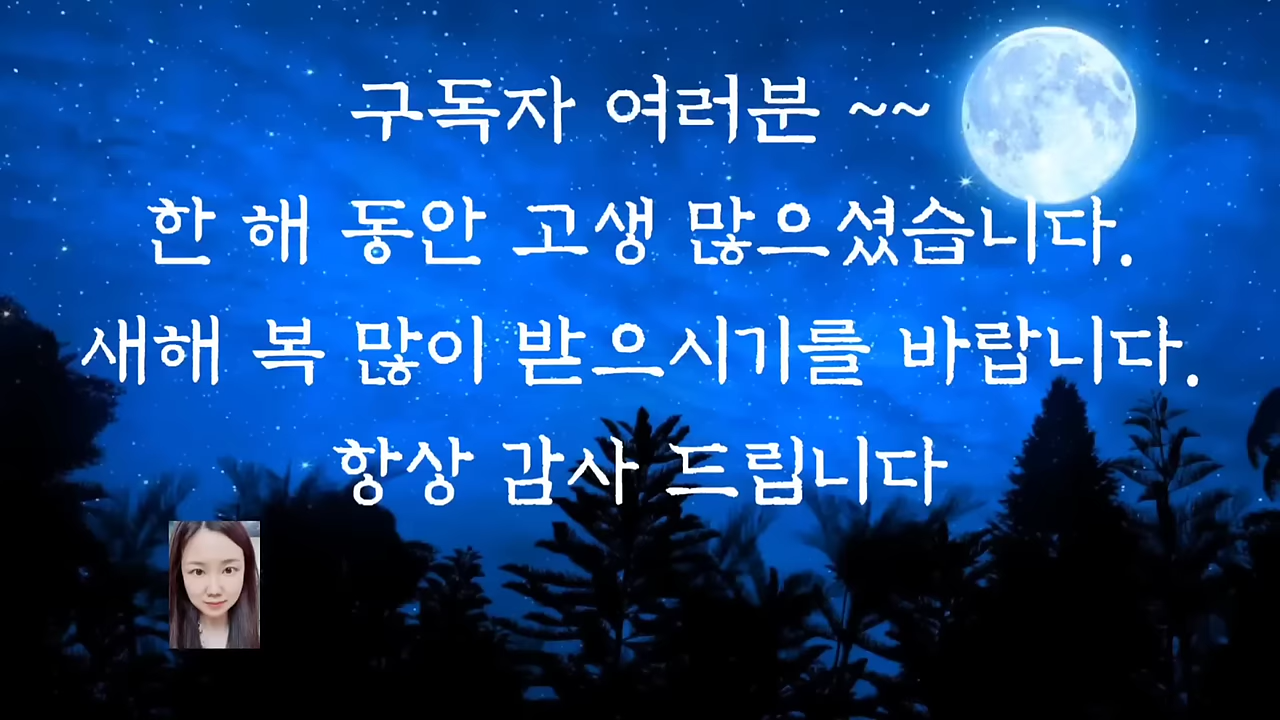 구독자 여러분 ~~
한 해 동안 고생 많으셨습니다.
새해 복 많이 받으시기를 바랍니다.
항상 감사 드립니다